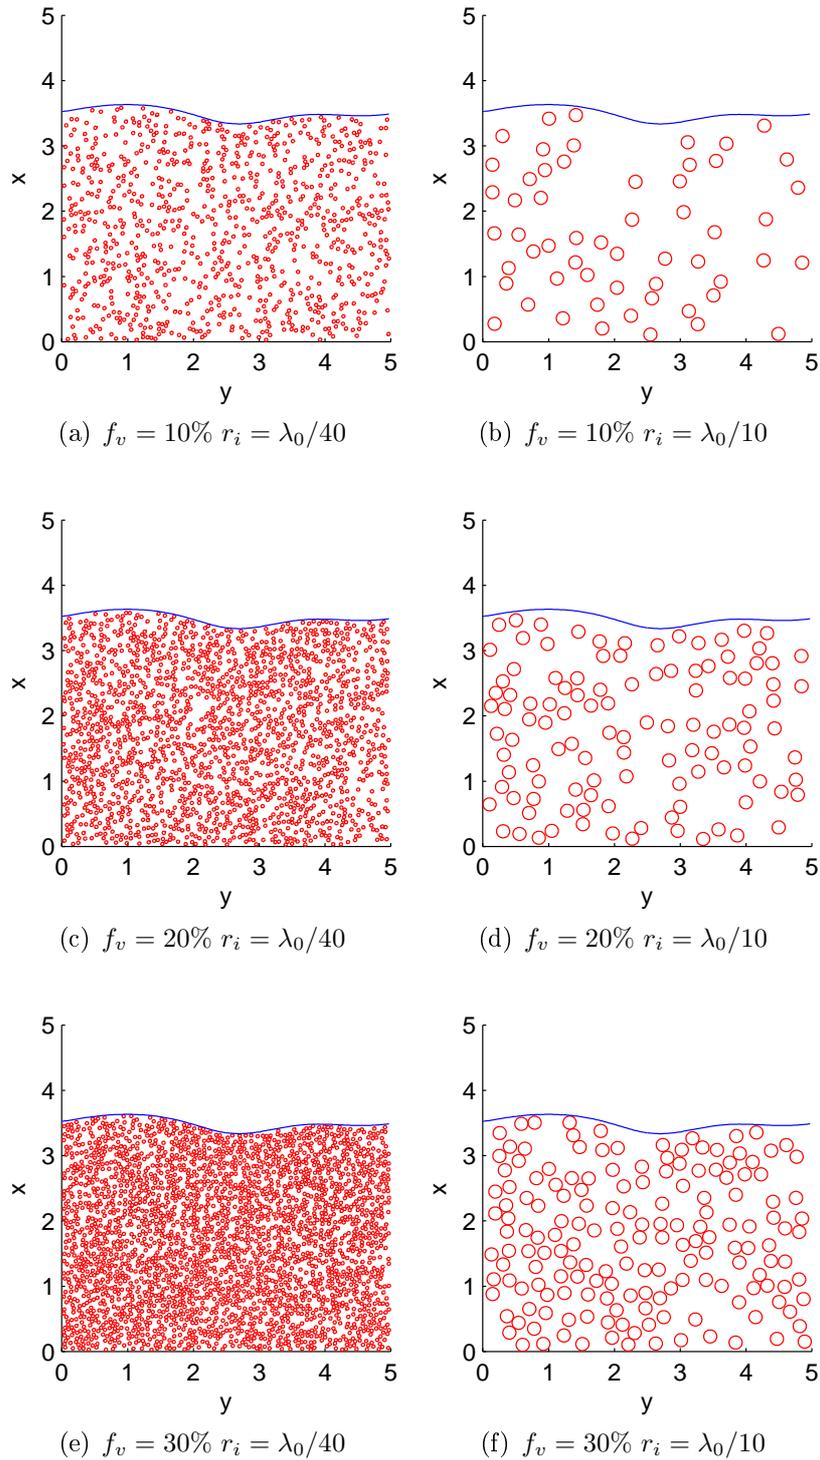 5
4
3
2
1
0
x
0 1 2 3 4 5
y
(a) f_v = 10% r_i = λ_0/40
5
4
3
2
1
0
x
0 1 2 3 4 5
y
(b) f_v = 10% r_i = λ_0/10
5
4
3
2
1
0
x
0 1 2 3 4 5
y
(c) f_v = 20% r_i = λ_0/40
5
4
3
2
1
0
x
0 1 2 3 4 5
y
(d) f_v = 20% r_i = λ_0/10
5
4
3
2
1
0
x
0 1 2 3 4 5
y
(e) f_v = 30% r_i = λ_0/40
5
4
3
2
1
0
x
0 1 2 3 4 5
y
(f) f_v = 30% r_i = λ_0/10